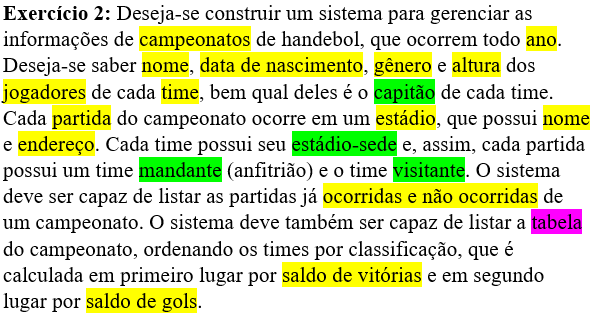 Exercício 2: Deseja-se construir um sistema para gerenciar as
informações de campeonatos de handebol, que ocorrem todo ano.
Deseja-se saber nome, data de nascimento, gênero e altura dos
jogadores de cada time, bem qual deles é o capitão de cada time.
Cada partida do campeonato ocorre em um estádio, que possui nome
e endereço. Cada time possui seu estádio-sede e, assim, cada partida
possui um time mandante (anfitrião) e o time visitante. O sistema
deve ser capaz de listar as partidas já ocorridas e não ocorridas de
um campeonato. O sistema deve também ser capaz de listar a tabela
do campeonato, ordenando os times por classificação, que é
calculada em primeiro lugar por saldo de vitórias e em segundo
lugar por saldo de gols.